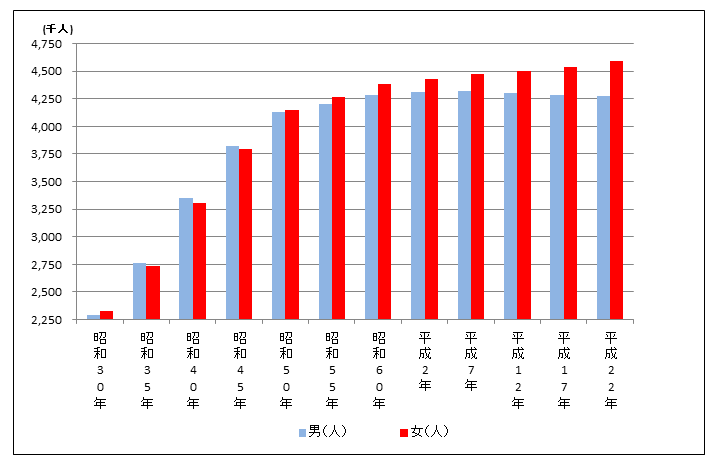 (千人)
4,750
4,500
4,250
4,000
3,750
3,500
3,250
3,000
2,750
2,500
2,250
昭和30年
昭和35年
昭和40年
昭和45年
昭和50年
昭和55年
昭和60年
平成2年
平成7年
平成12年
平成17年
平成22年
男(人) 女(人)